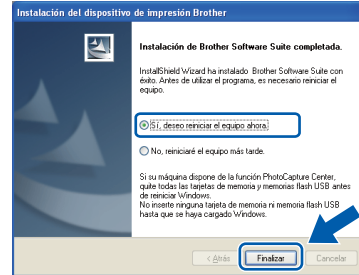 Instalación del dispositivo de impresión Brother
Instalación de Brother Software Suite completada.
InstallShield Wizard ha instalado Brother Software Suite con
éxito. Antes de utilizar el programa, es necesario reiniciar el
equipo.
Sí, deseo reiniciar el equipo ahora.
No, reiniciaré el equipo más tarde.
Si su máquina dispone de la función PhotoCapture Center,
quite todas las tarjetas de memoria y memorias flash USB antes
de reiniciar Windows.
No inserte ninguna tarjeta de memoria ni memoria flash USB
hasta que se haya cargado Windows.
< Atrás
Finalizar
Cancelar